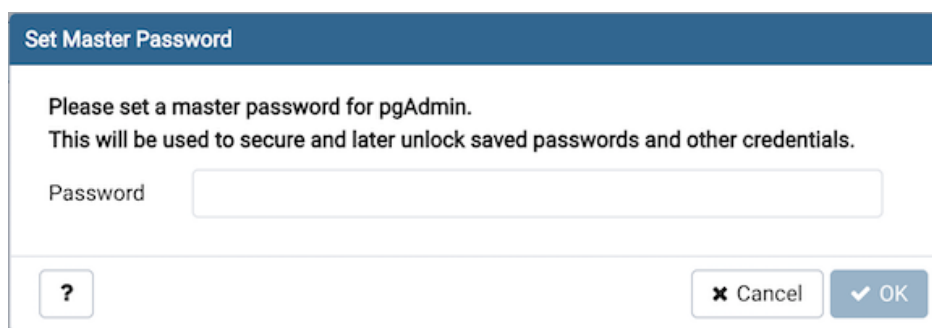 Set Master Password
Please set a master password for pgAdmin.
This will be used to secure and later unlock saved passwords and other credentials.
Password
?
✖ Cancel
✔ OK